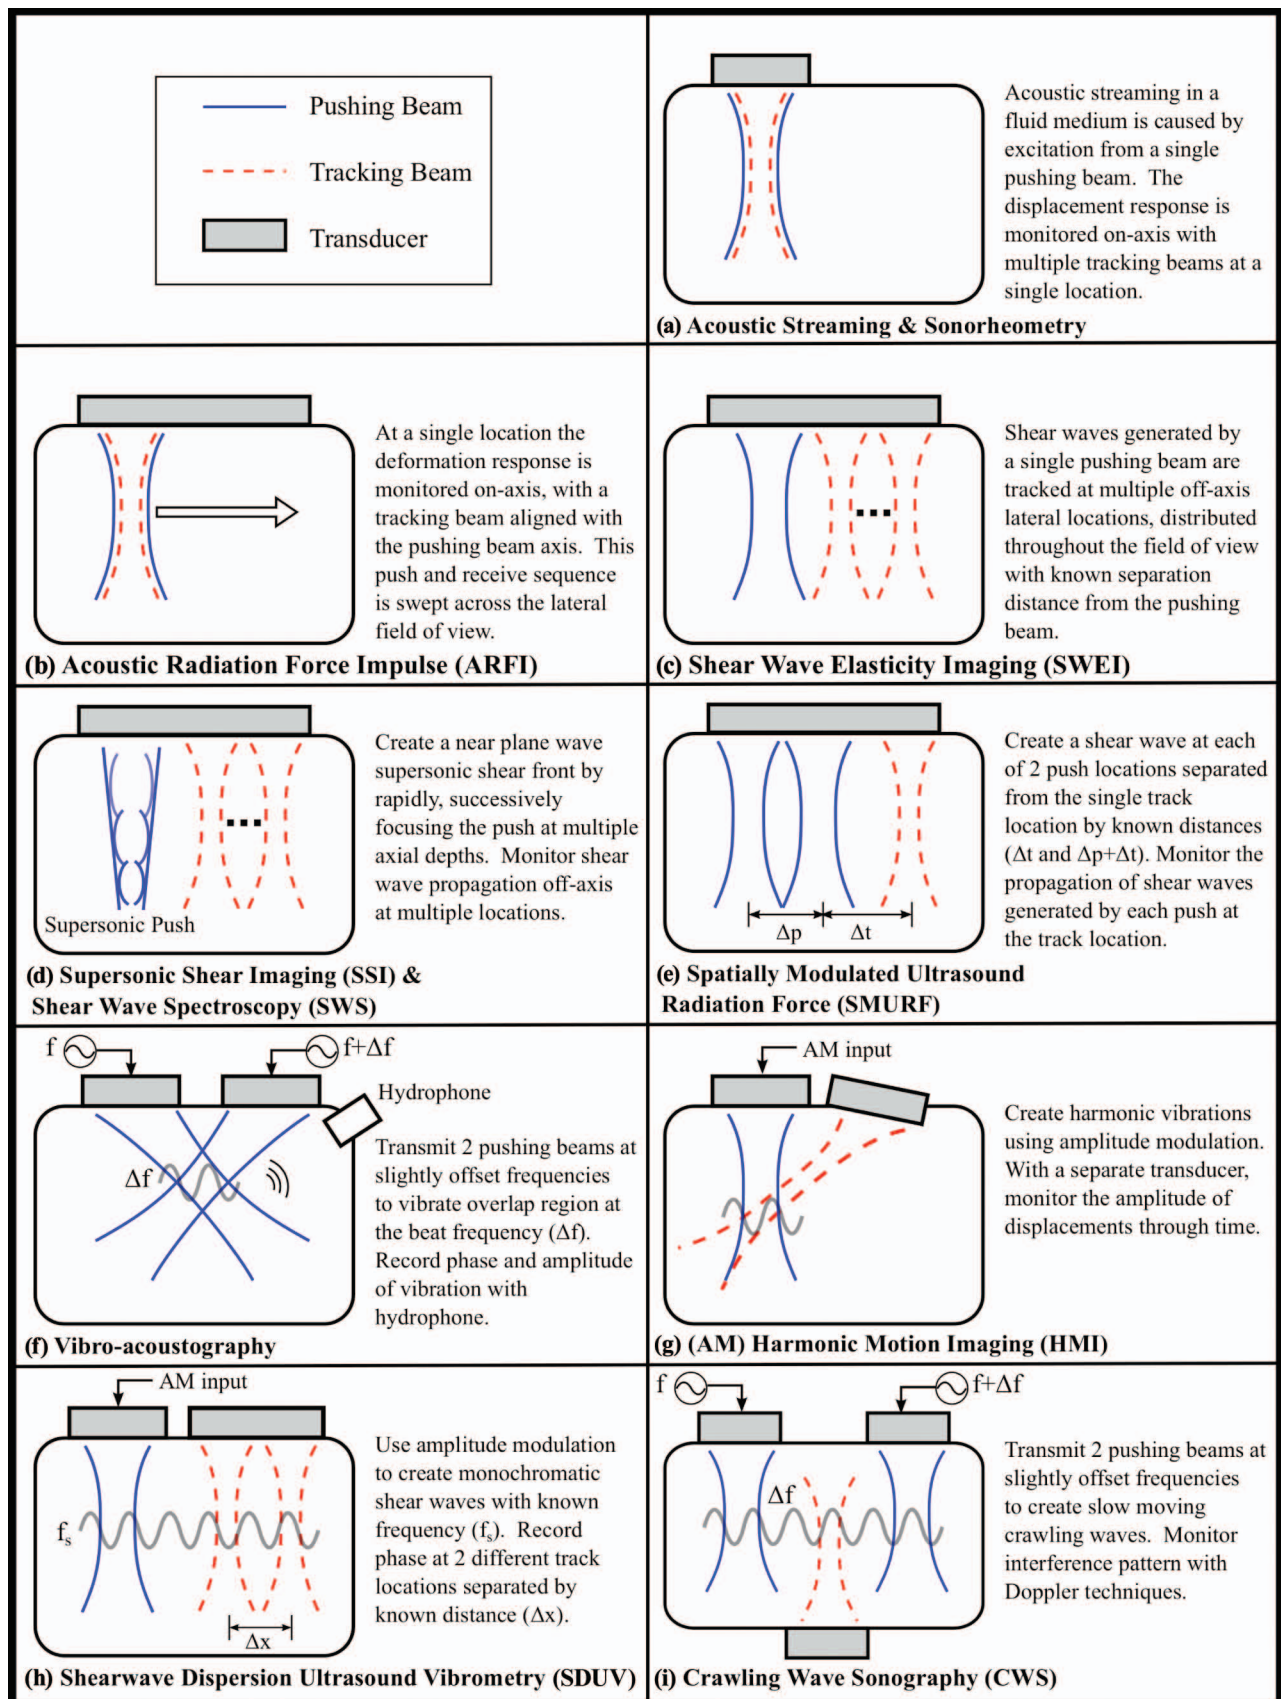 Pushing Beam
Tracking Beam
Transducer
Acoustic streaming in a
fluid medium is caused by
excitation from a single
pushing beam. The
displacement response is
monitored on-axis with
multiple tracking beams at a
single location.
(a) Acoustic Streaming & Sonorheometry
At a single location the
deformation response is
monitored on-axis, with a
tracking beam aligned with
the pushing beam axis. This
push and receive sequence
is swept across the lateral
field of view.
(b) Acoustic Radiation Force Impulse (ARFI)
Shear waves generated by
a single pushing beam are
tracked at multiple off-axis
lateral locations, distributed
throughout the field of view
with known separation
distance from the pushing
beam.
(c) Shear Wave Elasticity Imaging (SWEI)
Create a near plane wave
supersonic shear front by
rapidly, successively
focusing the push at multiple
axial depths. Monitor shear
wave propagation off-axis
at multiple locations.
Supersonic Push
(d) Supersonic Shear Imaging (SSI) &
Shear Wave Spectroscopy (SWS)
Create a shear wave at each
of 2 push locations separated
from the single track
location by known distances
(Δt and Δp+Δt). Monitor the
propagation of shear waves
generated by each push at
the track location.
Δp
Δt
(e) Spatially Modulated Ultrasound
Radiation Force (SMURF)
f
f+Δf
Hydrophone
Δf
Transmit 2 pushing beams at
slightly offset frequencies
to vibrate overlap region at
the beat frequency (Δf).
Record phase and amplitude
of vibration with
hydrophone.
(f) Vibro-acoustography
AM input
Create harmonic vibrations
using amplitude modulation.
With a separate transducer,
monitor the amplitude of
displacements through time.
(g) (AM) Harmonic Motion Imaging (HMI)
AM input
fs
Use amplitude modulation
to create monochromatic
shear waves with known
frequency (fs). Record
phase at 2 different track
locations separated by
known distance (Δx).
Δx
(h) Shearwave Dispersion Ultrasound Vibrometry (SDUV)
f
f+Δf
Δf
Transmit 2 pushing beams at
slightly offset frequencies
to create slow moving
crawling waves. Monitor
interference pattern with
Doppler techniques.
(i) Crawling Wave Sonography (CWS)